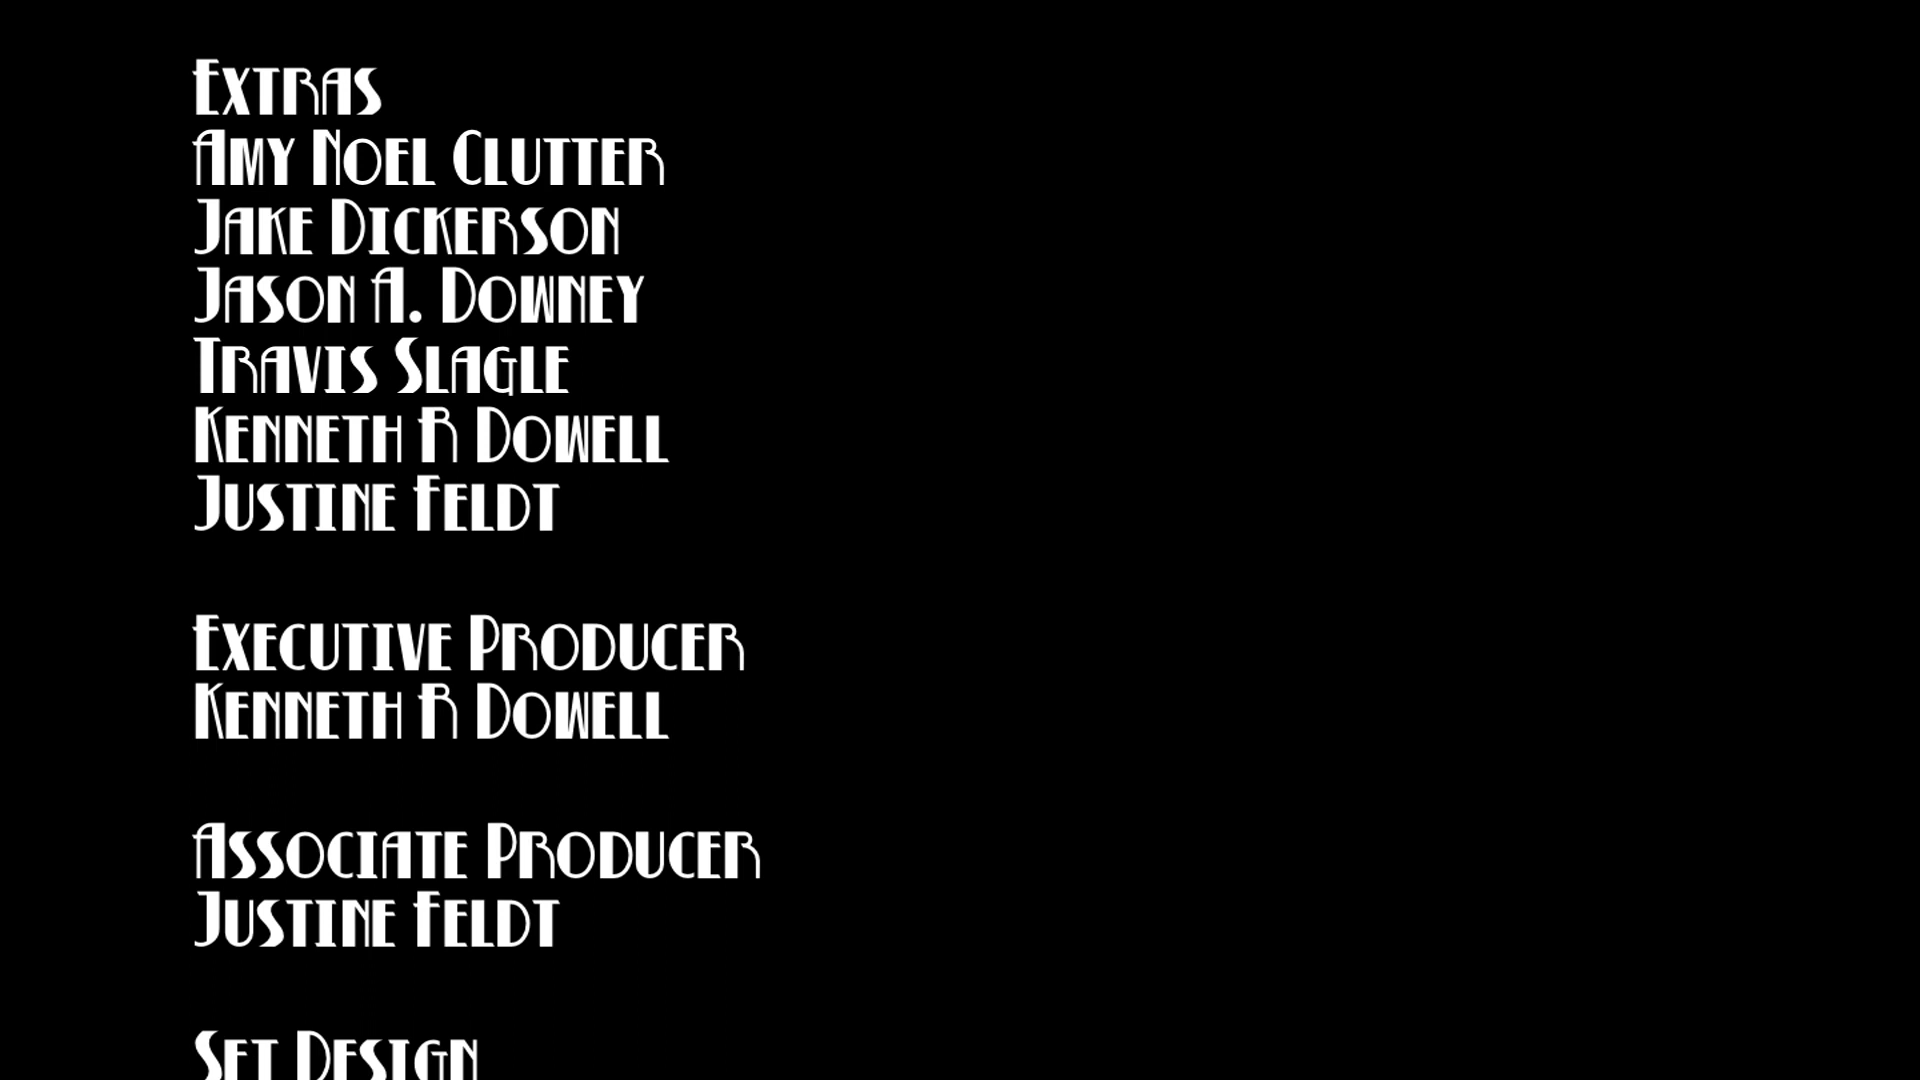 Extras
Amy Noel Clutter
Jake Dickerson
Jason A. Downey
Travis Slagle
Kenneth R Dowell
Justine Feldt
Executive Producer
Kenneth R Dowell
Associate Producer
Justine Feldt
Set Design